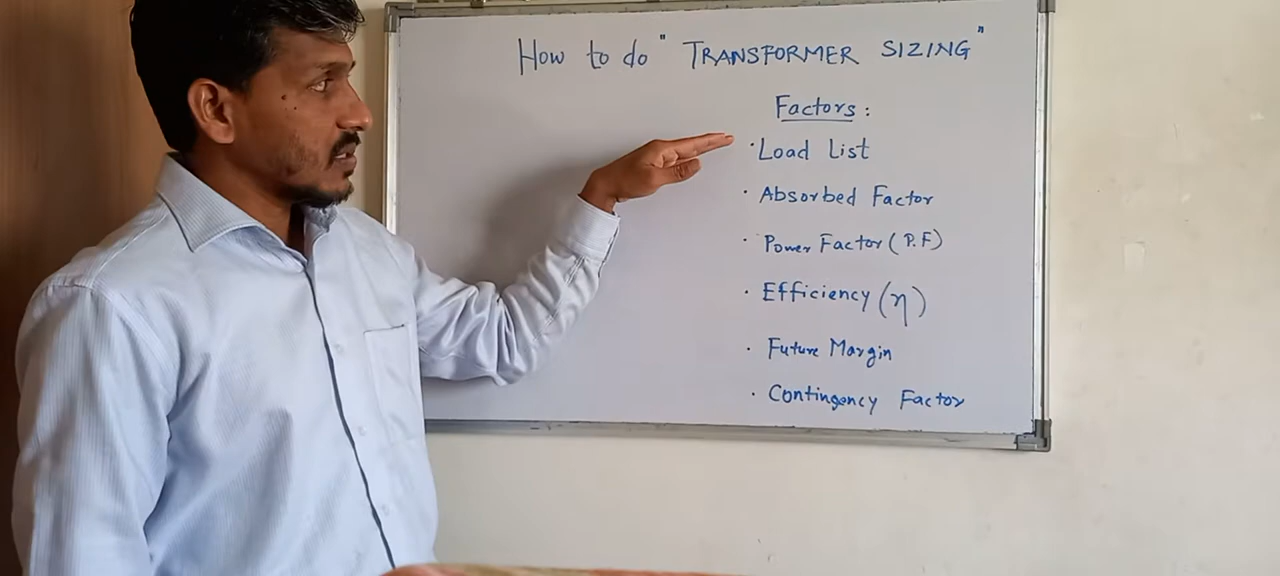 How to do "TRANSFORMER SIZING"
Factors:
· Load List
· Absorbed Factor
· Power Factor (P.F)
· Efficiency (η)
· Future Margin
· Contingency Factor